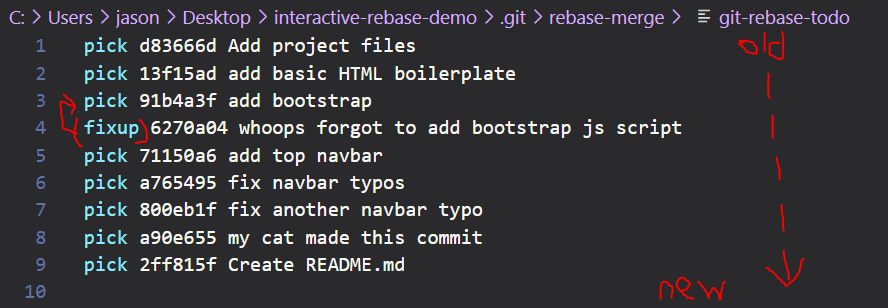 C: > Users > jason > Desktop > interactive-rebase-demo > .git > rebase-merge > git-rebase-todo
old
1 pick d83666d Add project files
2 pick 13f15ad add basic HTML boilerplate
3 pick 91b4a3f add bootstrap
4 fixup 6270a04 whoops forgot to add bootstrap js script
5 pick 71150a6 add top navbar
6 pick a765495 fix navbar typos
7 pick 800eb1f fix another navbar typo
8 pick a90e655 my cat made this commit
9 pick 2ff815f Create README.md
10
new